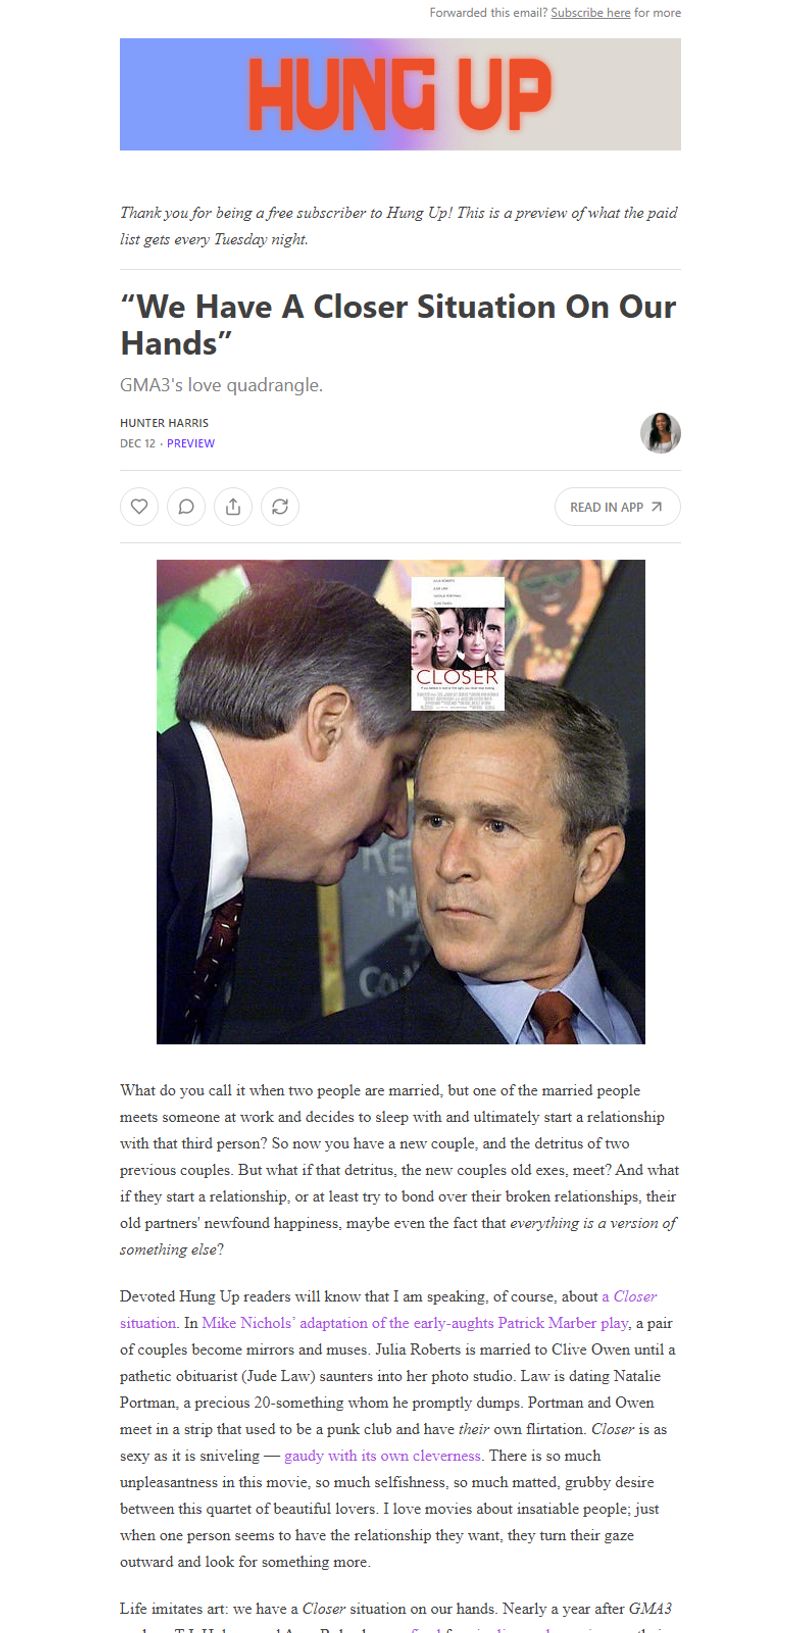 Forwarded this email? Subscribe here for more
HUNG UP
Thank you for being a free subscriber to Hung Up! This is a preview of what the paid
list gets every Tuesday night.
“We Have A Closer Situation On Our
Hands”
GMA3's love quadrangle.
HUNTER HARRIS
DEC 12 · PREVIEW
READ IN APP
JULIA ROBERTS
JUDE LAW
NATALIE PORTMAN
CLIVE OWEN
CLOSER
What do you call it when two people are married, but one of the married people
meets someone at work and decides to sleep with and ultimately start a relationship
with that third person? So now you have a new couple, and the detritus of two
previous couples. But what if that detritus, the new couples old exes, meet? And what
if they start a relationship, or at least try to bond over their broken relationships, their
old partners' newfound happiness, maybe even the fact that everything is a version of
something else?
Devoted Hung Up readers will know that I am speaking, of course, about a Closer
situation. In Mike Nichols’ adaptation of the early-aughts Patrick Marber play, a pair
of couples become mirrors and muses. Julia Roberts is married to Clive Owen until a
pathetic obituarist (Jude Law) saunters into her photo studio. Law is dating Natalie
Portman, a precious 20-something whom he promptly dumps. Portman and Owen
meet in a strip that used to be a punk club and have their own flirtation. Closer is as
sexy as it is sniveling — gaudy with its own cleverness. There is so much
unpleasantness in this movie, so much selfishness, so much matted, grubby desire
between this quartet of beautiful lovers. I love movies about insatiable people; just
when one person seems to have the relationship they want, they turn their gaze
outward and look for something more.
Life imitates art: we have a Closer situation on our hands. Nearly a year after GMA3